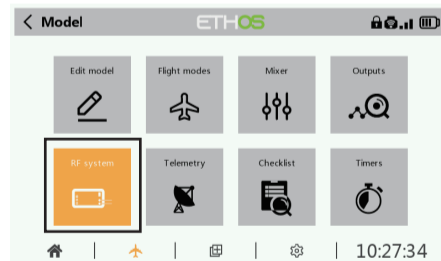 Model ETHOS
Edit model Flight modes Mixer Outputs
RF system Telemetry Checklist Timers
10:27:34